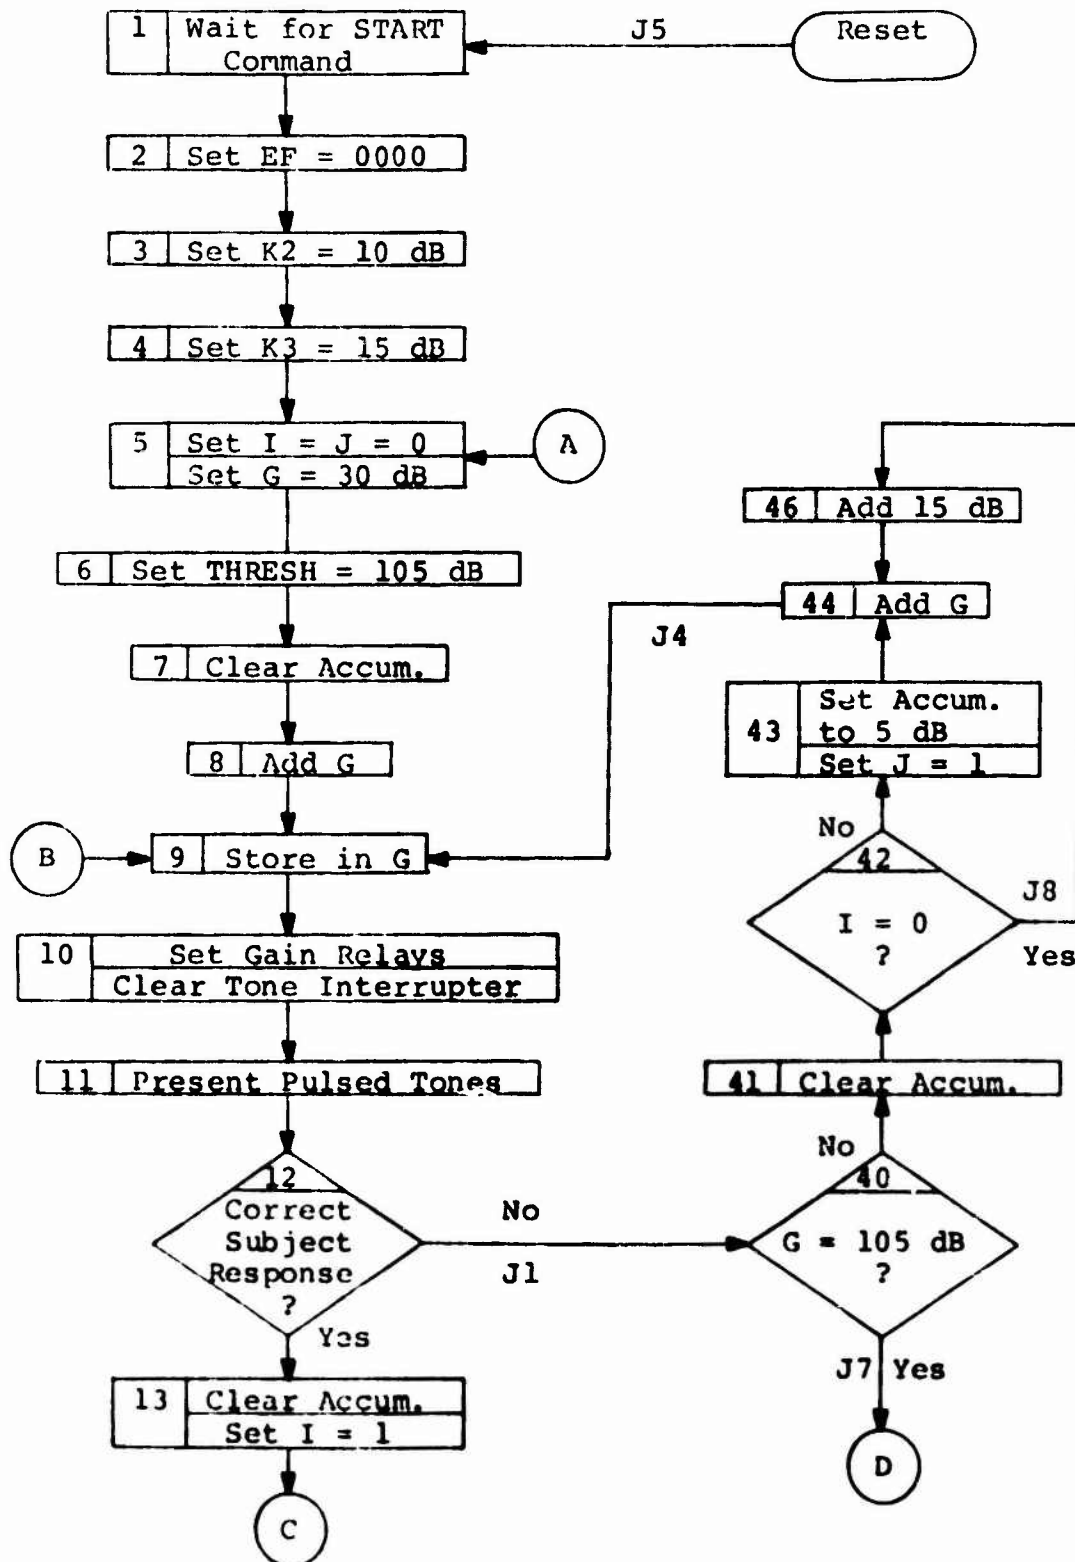 1 Wait for START
Command
J5
Reset
2 Set EF = 0000
3 Set K2 = 10 dB
4 Set K3 = 15 dB
5 Set I = J = 0
Set G = 30 dB
A
6 Set THRESH = 105 dB
7 Clear Accum.
8 Add G
B
9 Store in G
10 Set Gain Relays
Clear Tone Interrupter
11 Present Pulsed Tones
12
Correct
Subject
Response
?
No
J1
Yes
13 Clear Accum.
Set I = 1
C
46 Add 15 dB
44 Add G
J4
43 Set Accum.
to 5 dB
Set J = 1
No
42
I = 0
?
J8
Yes
41 Clear Accum.
No
40
G = 105 dB
?
J7 Yes
D